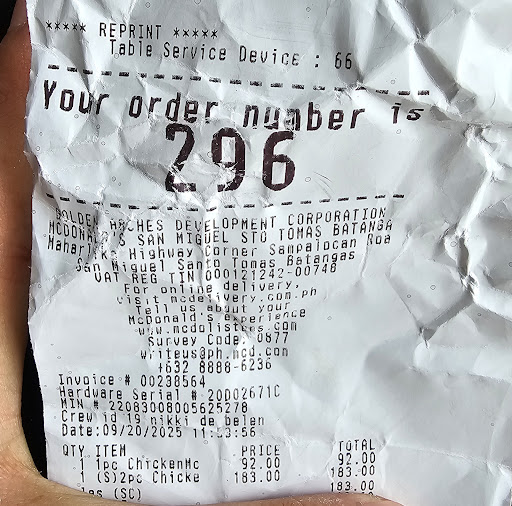 ***** REPRINT *****
Table Service Device : 66
Your order number is
296
GOLDEN ARCHES DEVELOPMENT CORPORATION
MCDONALD'S SAN MIGUEL STO TOMAS BATANGA
Maharlika Highway Corner Sampalocan Roa
San Miguel Santo Tomas Batangas
VAT REG TIN 000121242-00748
For online delivery,
visit mcdelivery.com.ph
Tell us about your
McDonald's experience
www.mcdolistens.com
Survey Code: 0877
writeus@ph.mcd.com
+632 8888-6236
Invoice # 00238564
Hardware Serial # 20D02671C
MIN # 22083008005625278
Crew id 19 nikki de belen
Date:09/20/2025 11:53:56
QTY ITEM PRICE TOTAL
1 1pc ChickenMc 92.00 92.00
1 (S)2pc Chicke 183.00 183.00
183.00
les (SC)